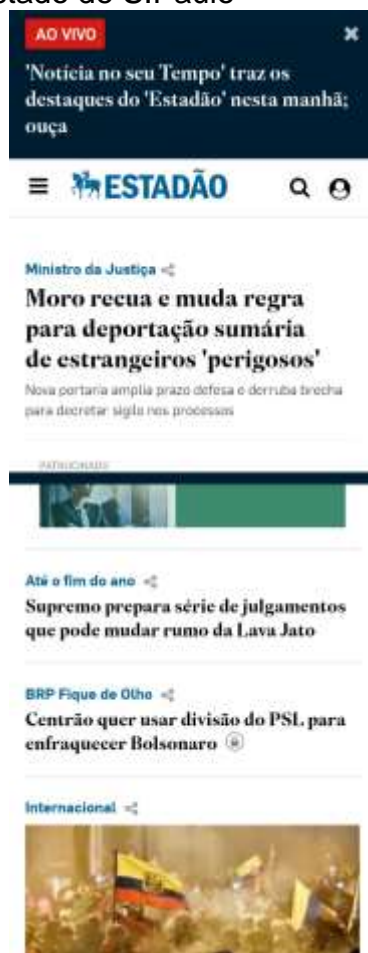 AO VIVO
'Notícia no seu Tempo' traz os
destaques do 'Estadão' nesta manhã;
ouça
ESTADÃO
Ministro da Justiça
Moro recua e muda regra
para deportação sumária
de estrangeiros 'perigosos'
Nova portaria amplia prazo defesa e derruba brecha
para decretar sigilo nos processos
PATROCINADO
Até o fim do ano
Supremo prepara série de julgamentos
que pode mudar rumo da Lava Jato
BRP Fique de Olho
Centrão quer usar divisão do PSL para
enfraquecer Bolsonaro
Internacional